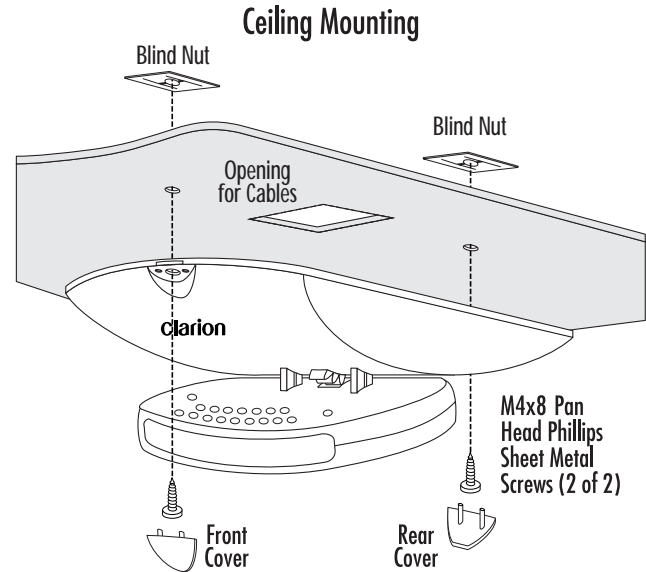 Ceiling Mounting
Blind Nut
Blind Nut
Opening
for Cables
clarion
M4x8 Pan
Head Phillips
Sheet Metal
Screws (2 of 2)
Front
Cover
Rear
Cover